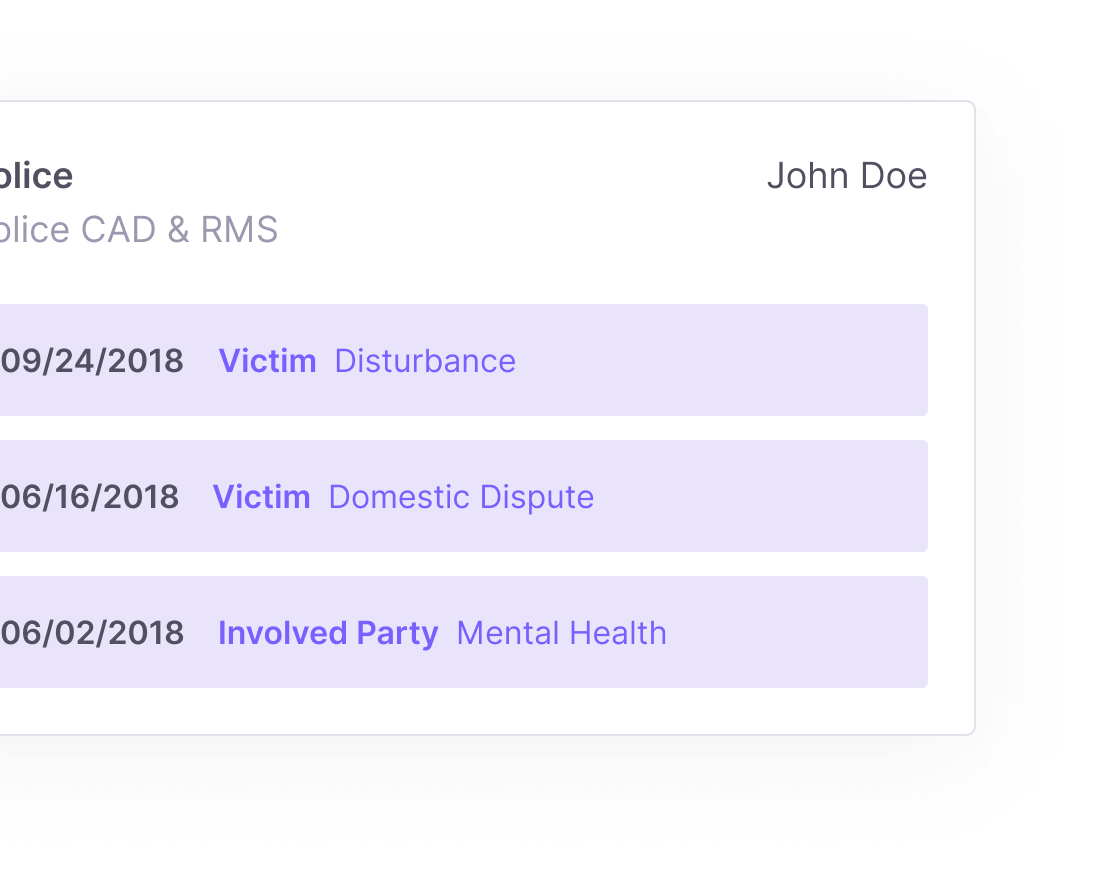 olice
John Doe
olice CAD & RMS
09/24/2018 Victim Disturbance
06/16/2018 Victim Domestic Dispute
06/02/2018 Involved Party Mental Health